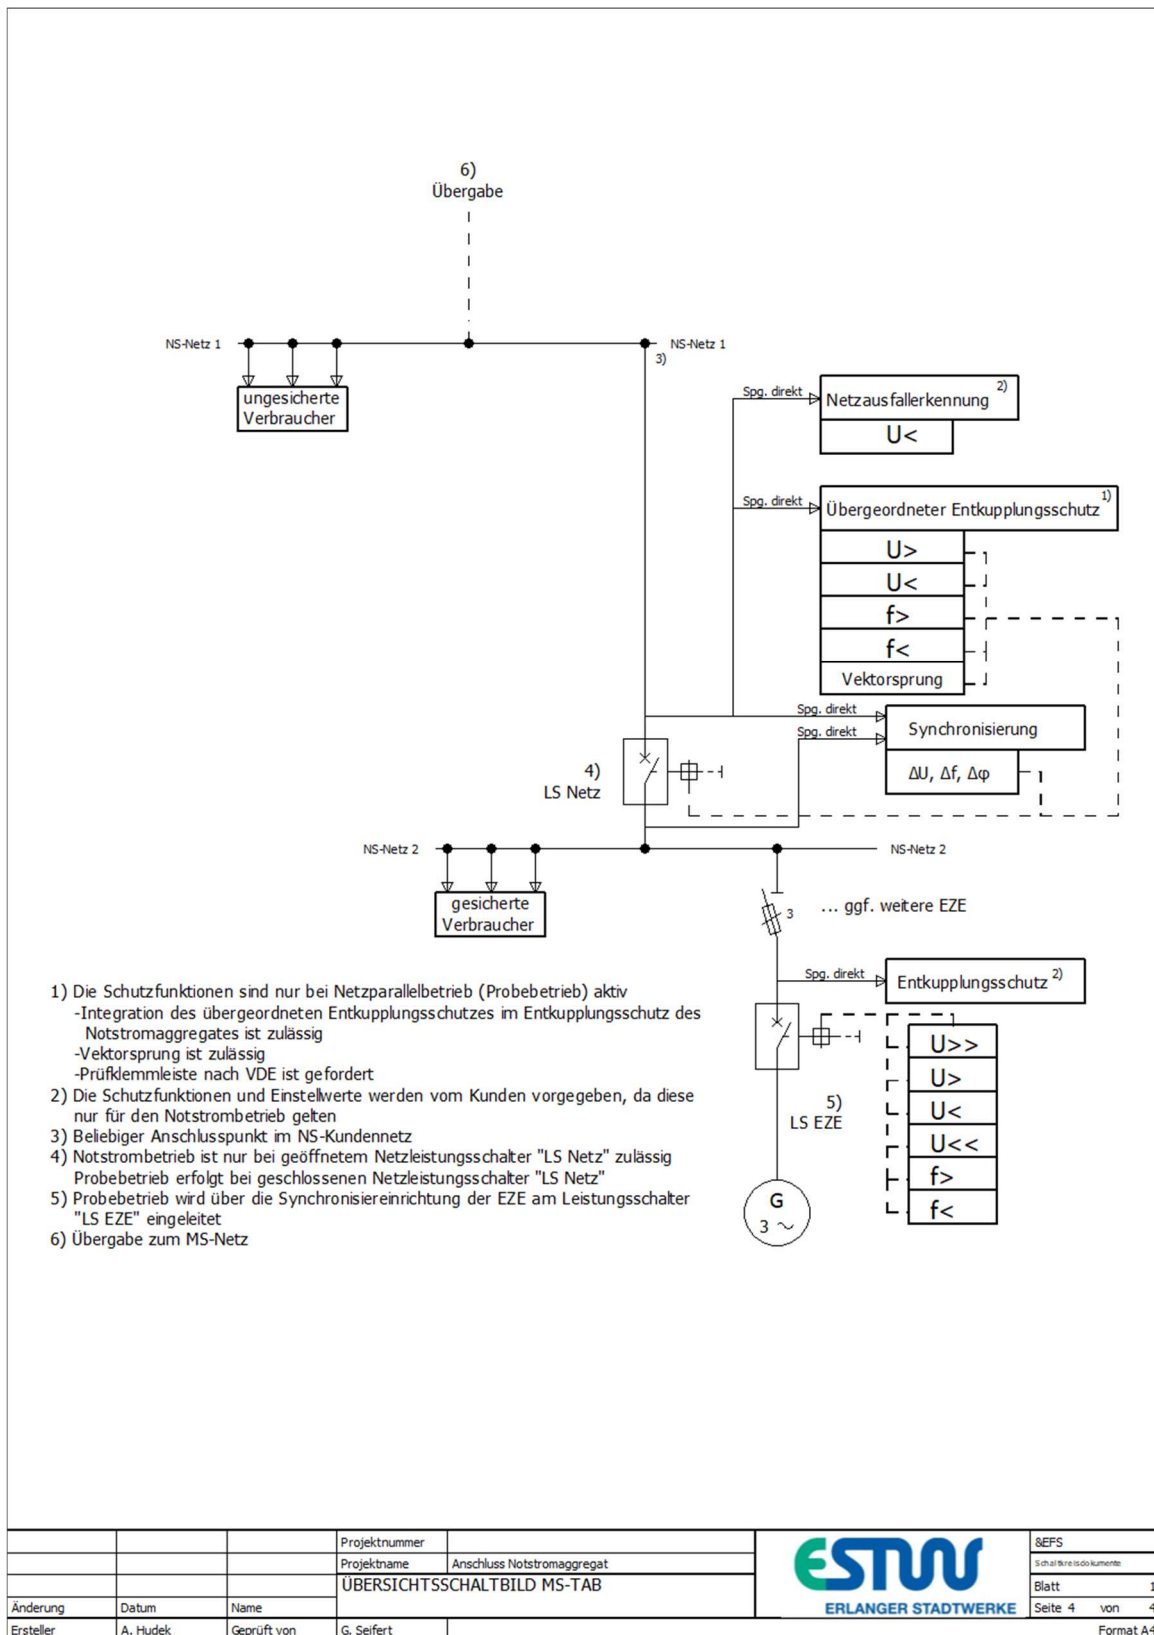 6)
Übergabe
NS-Netz 1
NS-Netz 1
3)
ungesicherte
Verbraucher
Spg. direkt
Netzausfallerkennung 2)
U<
Spg. direkt
Übergeordneter Entkupplungsschutz 1)
U>
U<
f>
f<
Vektorsprung
Spg. direkt
Spg. direkt
Synchronisierung
ΔU, Δf, Δφ
4)
LS Netz
NS-Netz 2
NS-Netz 2
gesicherte
Verbraucher
3
... ggf. weitere EZE
Spg. direkt
Entkupplungsschutz 2)
U>>
U>
U<
U<<
f>
f<
5)
LS EZE
G
3 ~
1) Die Schutzfunktionen sind nur bei Netzparallelbetrieb (Probebetrieb) aktiv
-Integration des übergeordneten Entkupplungsschutzes im Entkupplungsschutz des
Notstromaggregates ist zulässig
-Vektorsprung ist zulässig
-Prüfklemmleiste nach VDE ist gefordert
2) Die Schutzfunktionen und Einstellwerte werden vom Kunden vorgegeben, da diese
nur für den Notstrombetrieb gelten
3) Beliebiger Anschlusspunkt im NS-Kundennetz
4) Notstrombetrieb ist nur bei geöffnetem Netzleistungsschalter "LS Netz" zulässig
Probebetrieb erfolgt bei geschlossenen Netzleistungsschalter "LS Netz"
5) Probebetrieb wird über die Synchronisiereinrichtung der EZE am Leistungsschalter
"LS EZE" eingeleitet
6) Übergabe zum MS-Netz
Projektnummer
Projektname Anschluss Notstromaggregat
ÜBERSICHTSSCHALTBILD MS-TAB
Änderung Datum Name
Ersteller A. Hudek Geprüft von G. Seifert
ESTW
ERLANGER STADTWERKE
&EFS
Schaltkreisdokumente
Blatt 1
Seite 4 von 4
Format A4